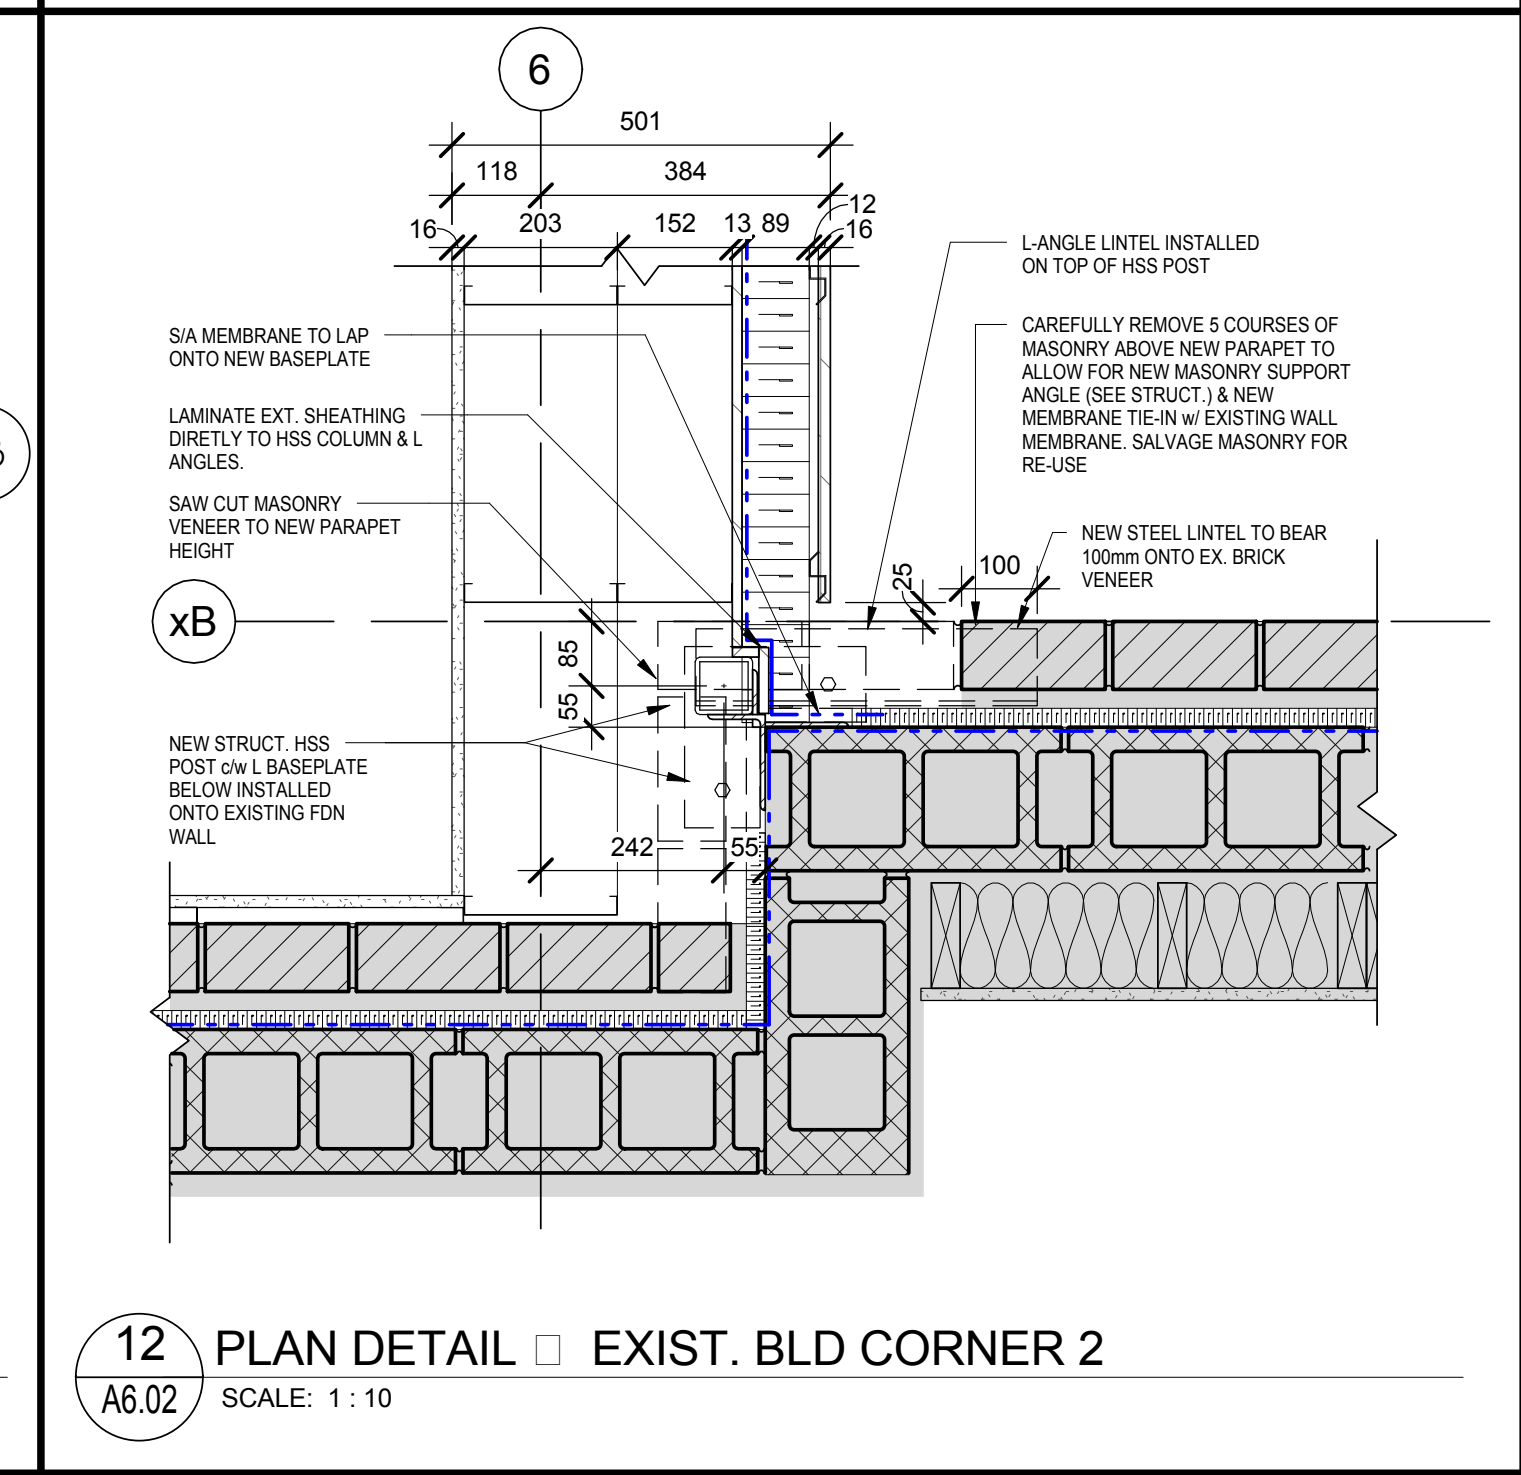 6
501
118
384
16
203
152
13
89
12
16
L-ANGLE LINTEL INSTALLED
ON TOP OF HSS POST
S/A MEMBRANE TO LAP
ONTO NEW BASEPLATE
CAREFULLY REMOVE 5 COURSES OF
MASONRY ABOVE NEW PARAPET TO
ALLOW FOR NEW MASONRY SUPPORT
ANGLE (SEE STRUCT.) & NEW
MEMBRANE TIE-IN w/ EXISTING WALL
MEMBRANE. SALVAGE MASONRY FOR
RE-USE
LAMINATE EXT. SHEATHING
DIRETLY TO HSS COLUMN & L
ANGLES.
SAW CUT MASONRY
VENEER TO NEW PARAPET
HEIGHT
NEW STEEL LINTEL TO BEAR
100mm ONTO EX. BRICK
VENEER
25
100
xB
85
55
NEW STRUCT. HSS
POST c/w L BASEPLATE
BELOW INSTALLED
ONTO EXISTING FDN
WALL
242
55
12
A6.02
PLAN DETAIL □ EXIST. BLD CORNER 2
SCALE: 1 : 10